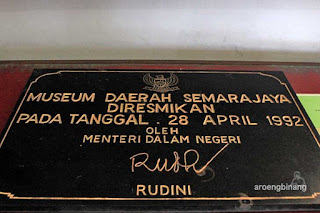 MUSEUM DAERAH SEMARAJAYA
DIRESMIKAN
PADA TANGGAL . 28 APRIL 1992
OLEH
MENTERI DALAM NEGERI
RUDINI
aroengbinang